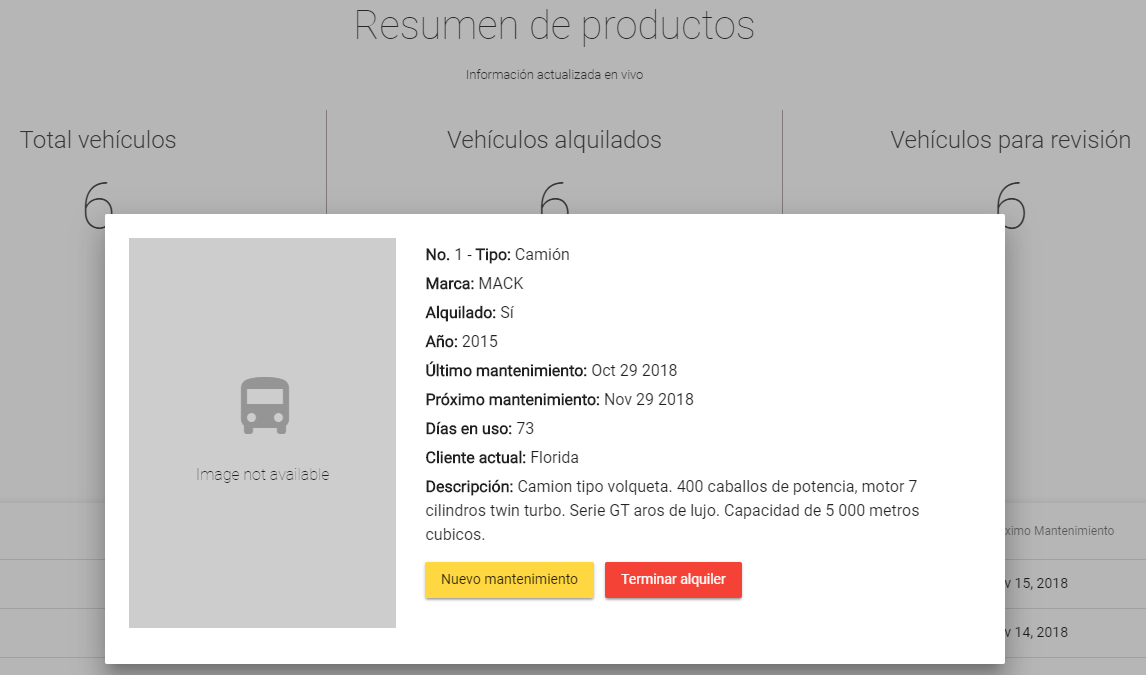 Resumen de productos
Información actualizada en vivo
Total vehículos
Vehículos alquilados
Vehículos para revisión
6
6
6
Image not available
No. 1 - Tipo: Camión
Marca: MACK
Alquilado: Sí
Año: 2015
Último mantenimiento: Oct 29 2018
Próximo mantenimiento: Nov 29 2018
Días en uso: 73
Cliente actual: Florida
Descripción: Camion tipo volqueta. 400 caballos de potencia, motor 7
cilindros twin turbo. Serie GT aros de lujo. Capacidad de 5 000 metros
cubicos.
Nuevo mantenimiento
Terminar alquiler
Mantenimiento
15, 2018
14, 2018